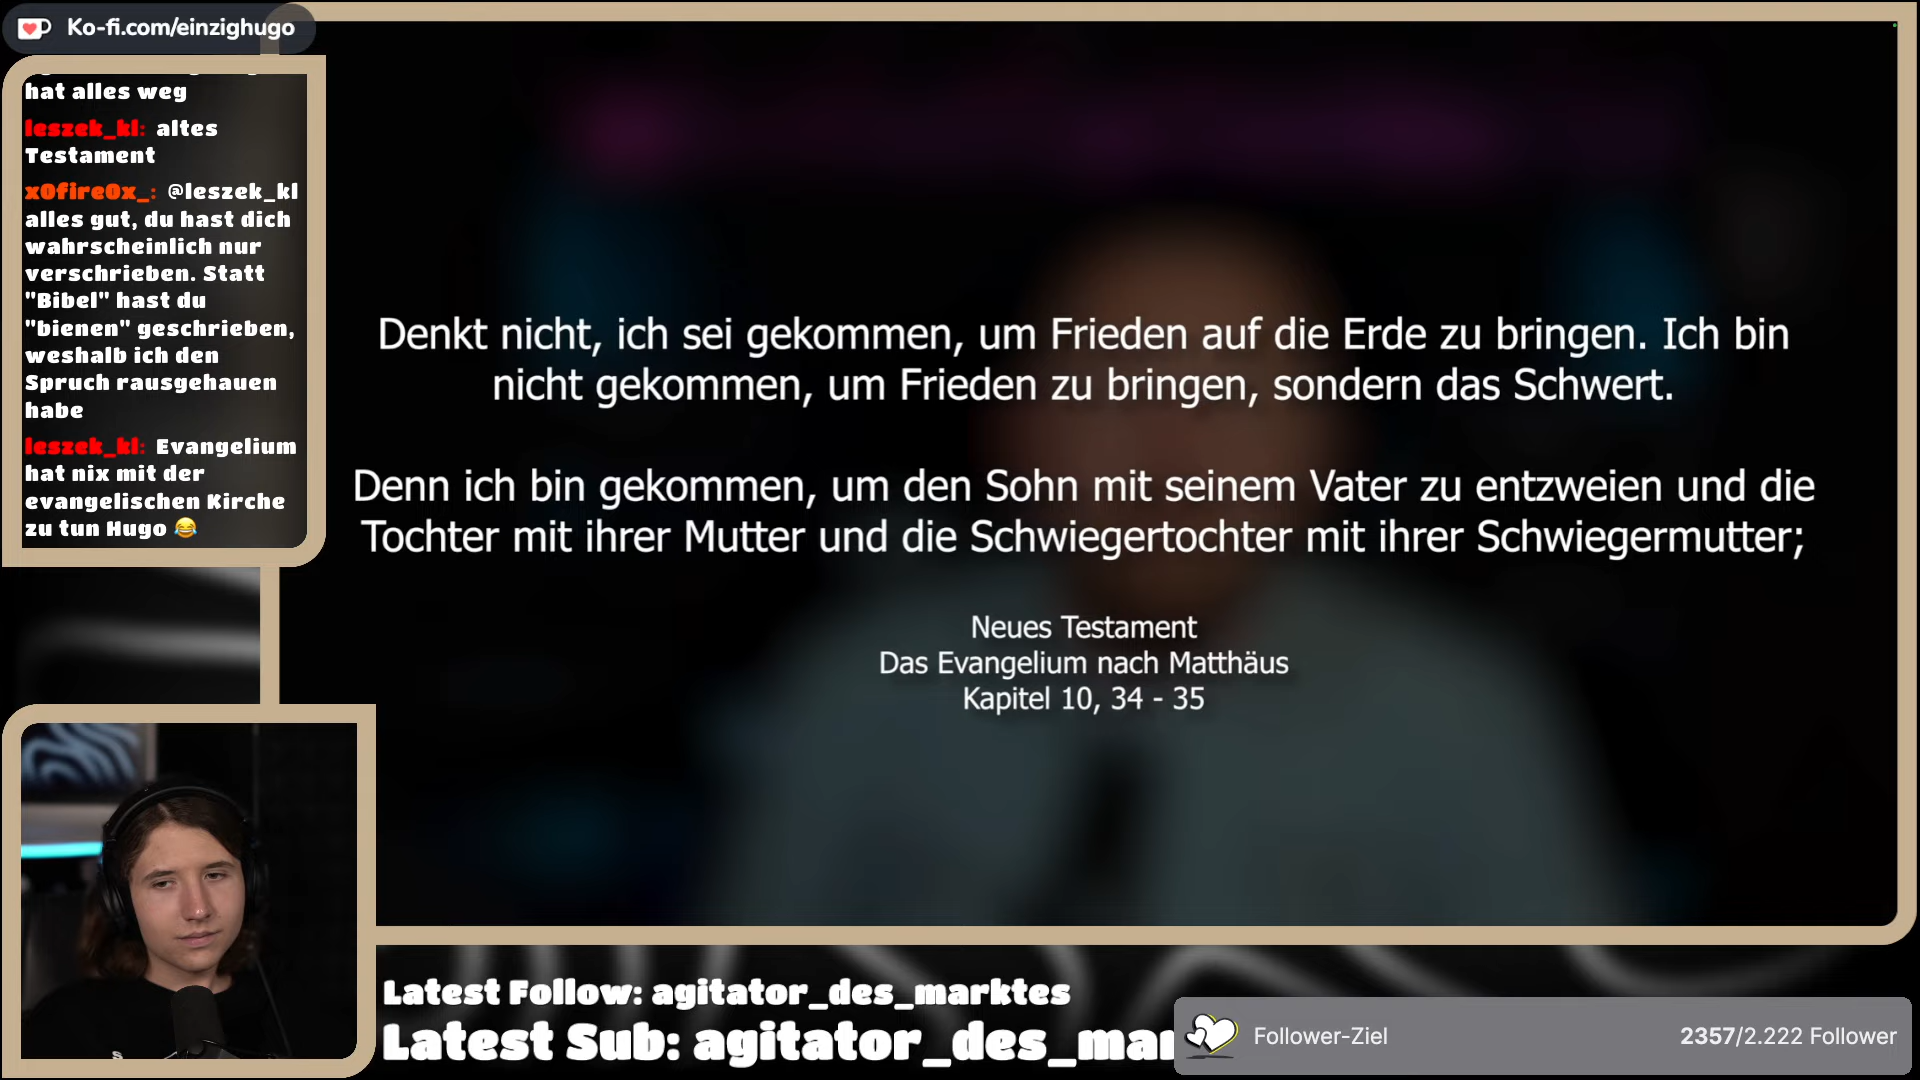 Ko-fi.com/einzighugo
hat alles weg
leszek_kl: altes
Testament
xOfireOx_: @leszek_kl
alles gut, du hast dich
wahrscheinlich nur
verschrieben. Statt
"Bibel" hast du
"bienen" geschrieben,
weshalb ich den
Spruch rausgehauen
habe
leszek_kl: Evangelium
hat nix mit der
evangelischen Kirche
zu tun Hugo 😂
Denkt nicht, ich sei gekommen, um Frieden auf die Erde zu bringen. Ich bin
nicht gekommen, um Frieden zu bringen, sondern das Schwert.
Denn ich bin gekommen, um den Sohn mit seinem Vater zu entzweien und die
Tochter mit ihrer Mutter und die Schwiegertochter mit ihrer Schwiegermutter;
Neues Testament
Das Evangelium nach Matthäus
Kapitel 10, 34 - 35
Latest Follow: agitator_des_marktes
Latest Sub: agitator_des_mar
Follower-Ziel
2357/2.222 Follower